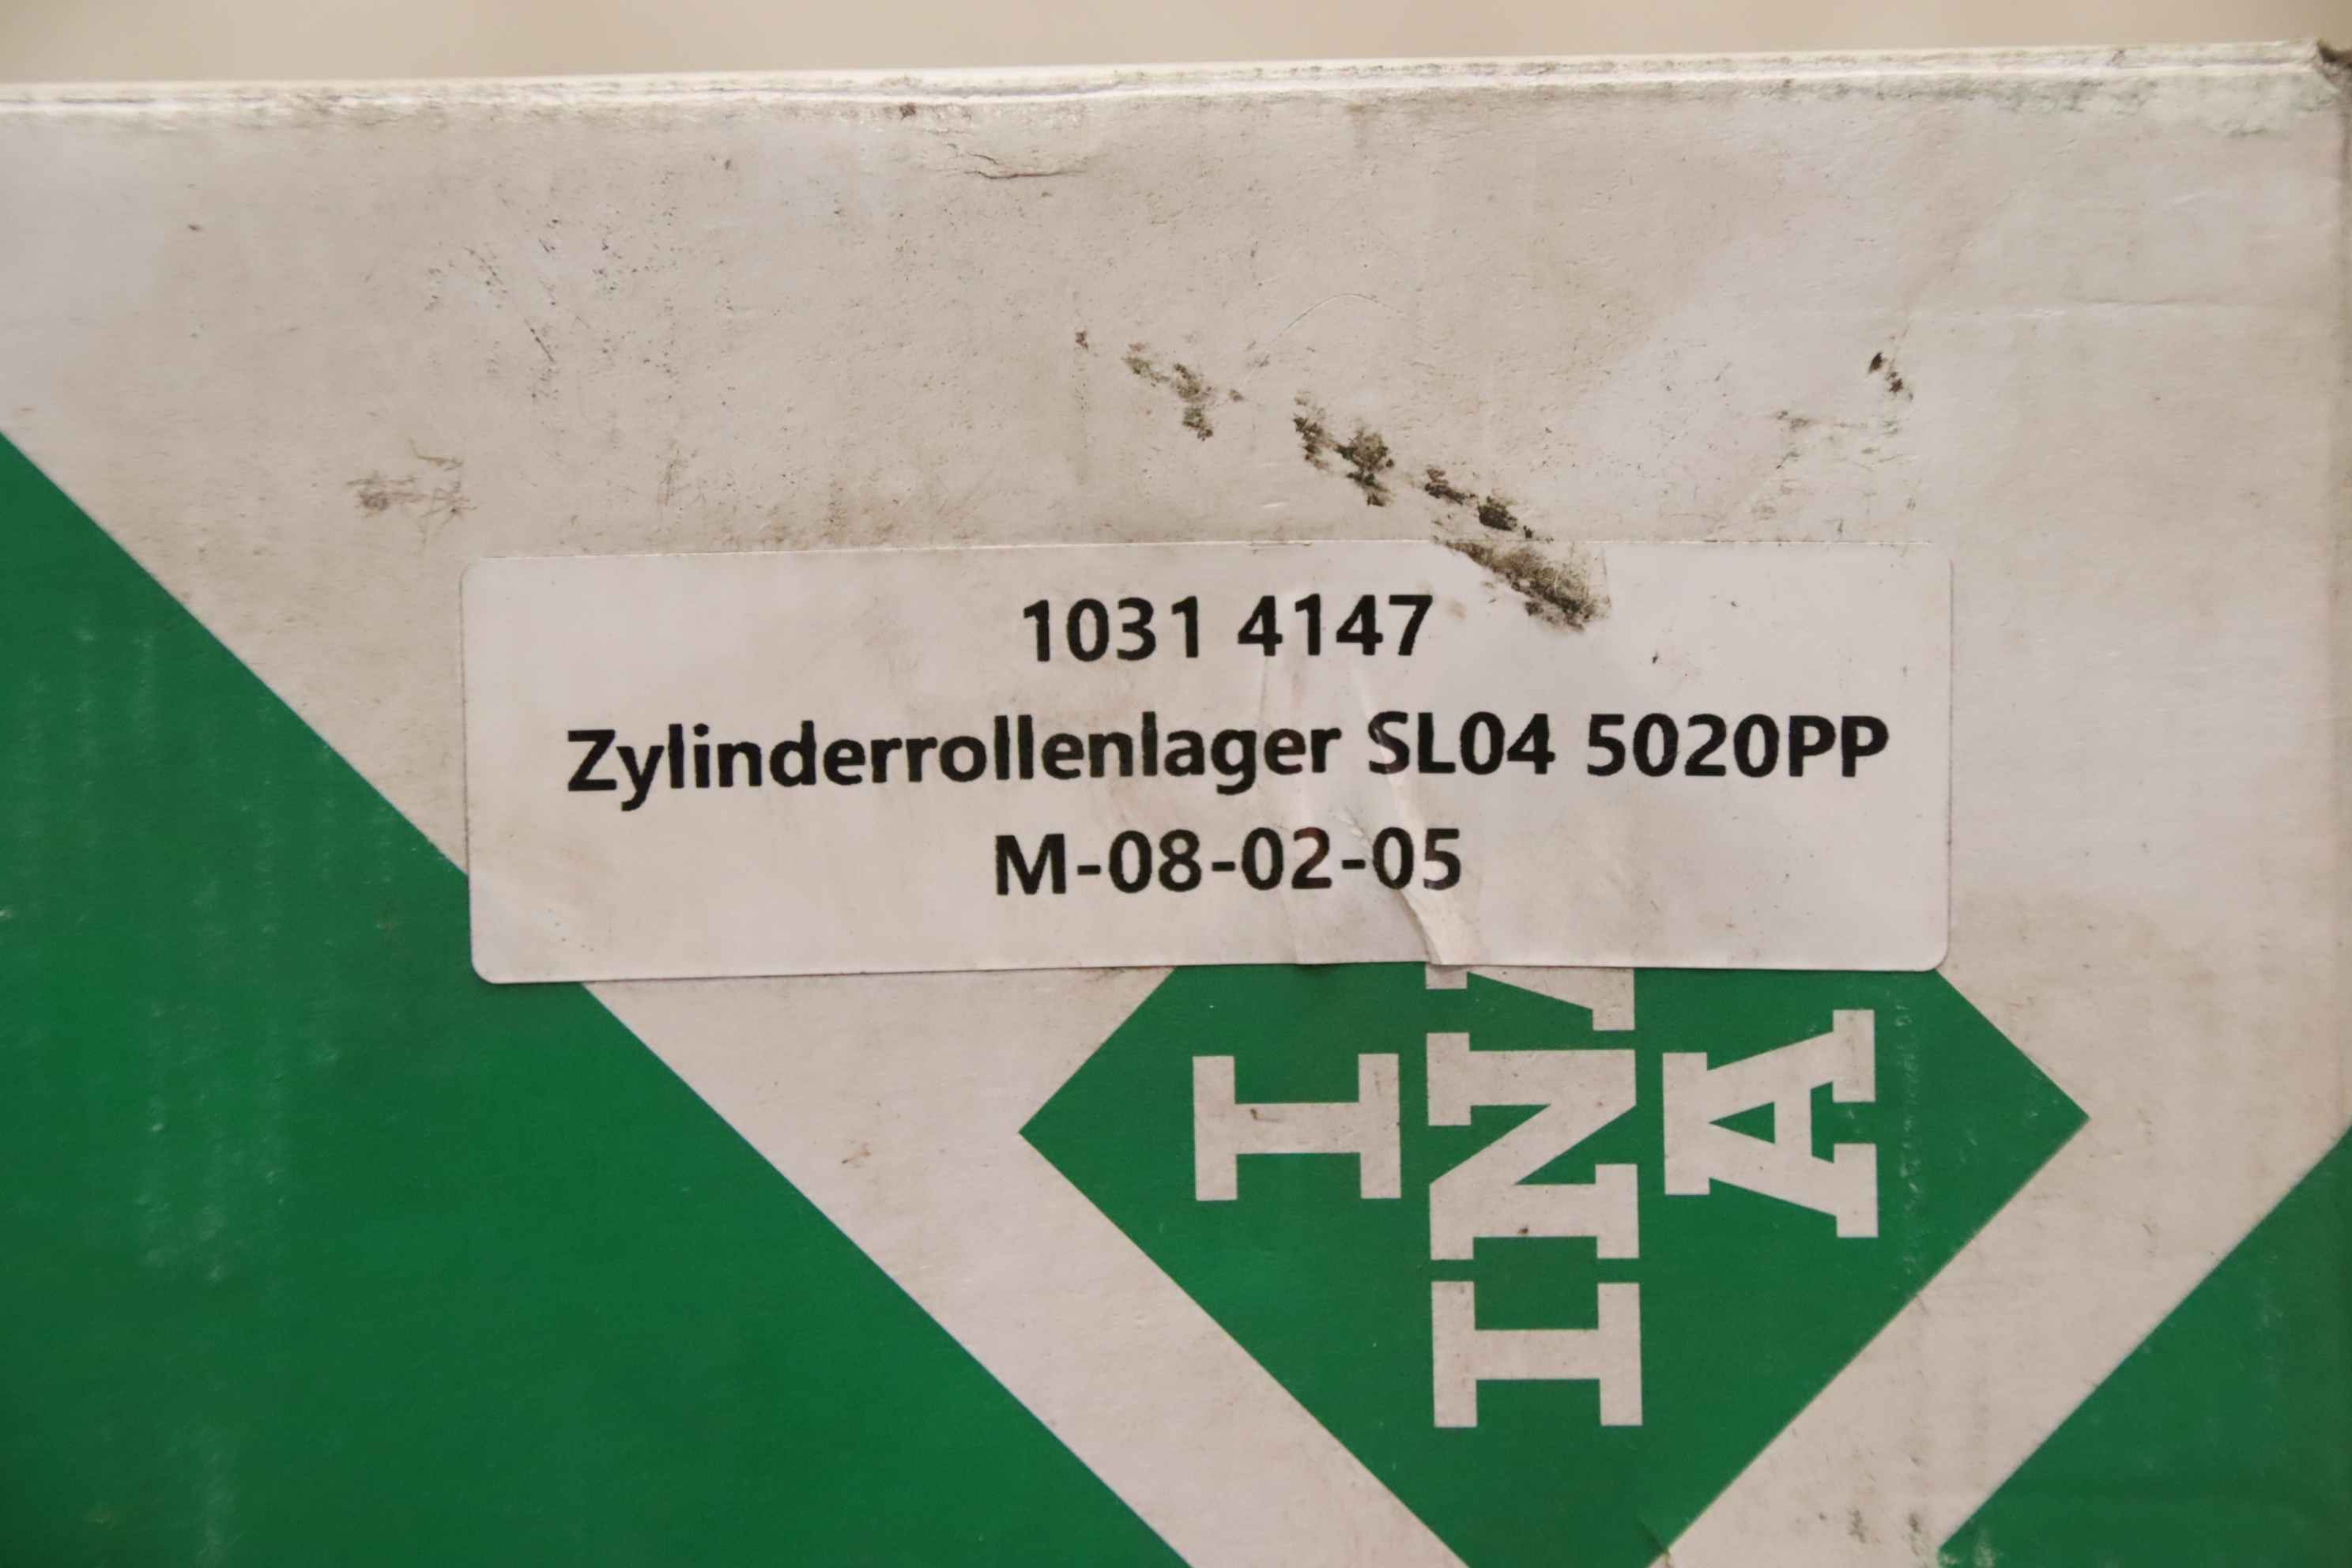 1031 4147
Zylinderrollenlager SL04 5020PP
M-08-02-05
I
INA
A